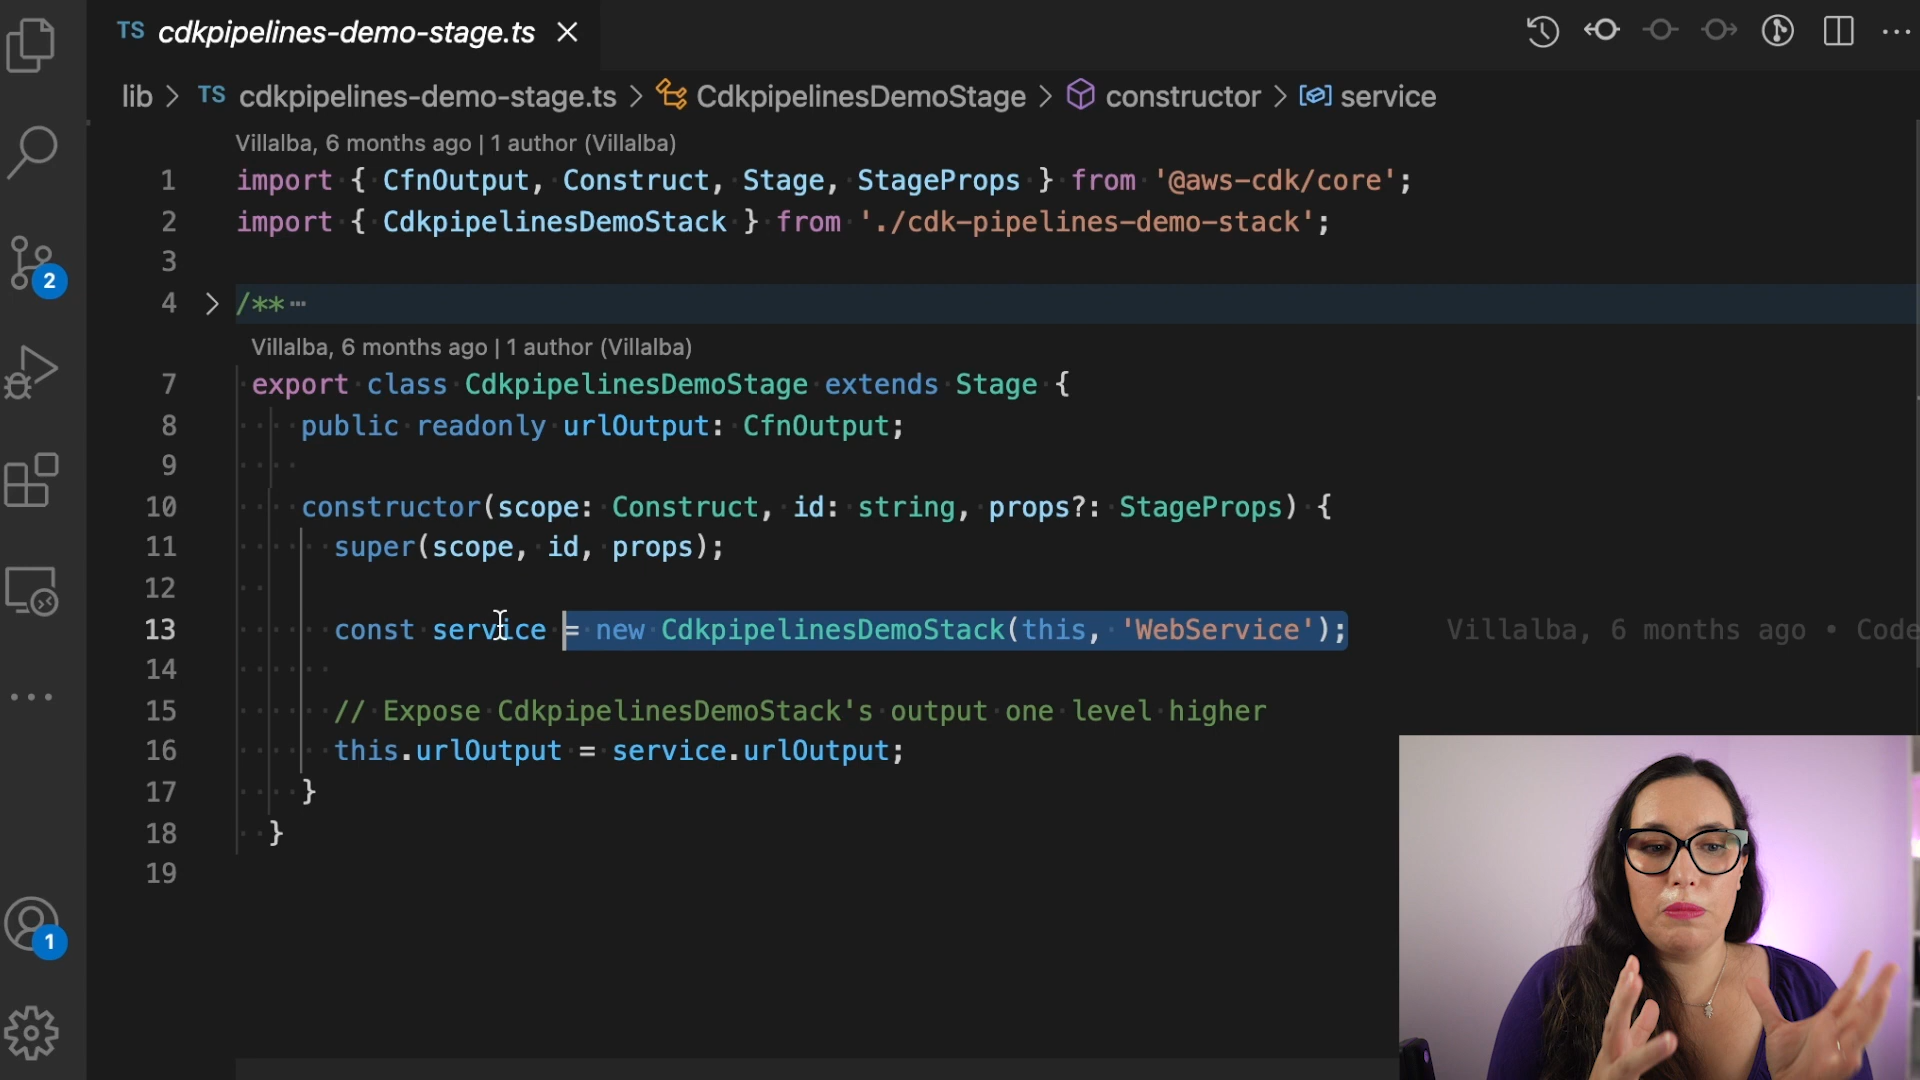 TS cdkpipelines-demo-stage.ts
lib > TS cdkpipelines-demo-stage.ts > CdkpipelinesDemoStage > constructor > service
Villalba, 6 months ago | 1 author (Villalba)
1 import { CfnOutput, Construct, Stage, StageProps } from '@aws-cdk/core';
2 import { CdkpipelinesDemoStack } from './cdk-pipelines-demo-stack';
3
4 > /** ···
Villalba, 6 months ago | 1 author (Villalba)
7 export class CdkpipelinesDemoStage extends Stage {
8 public readonly urlOutput: CfnOutput;
9
10 constructor(scope: Construct, id: string, props?: StageProps) {
11 super(scope, id, props);
12
13 const service = new CdkpipelinesDemoStack(this, 'WebService'); Villalba, 6 months ago • Code
14
15 // Expose CdkpipelinesDemoStack's output one level higher
16 this.urlOutput = service.urlOutput;
17 }
18 }
19
2
1